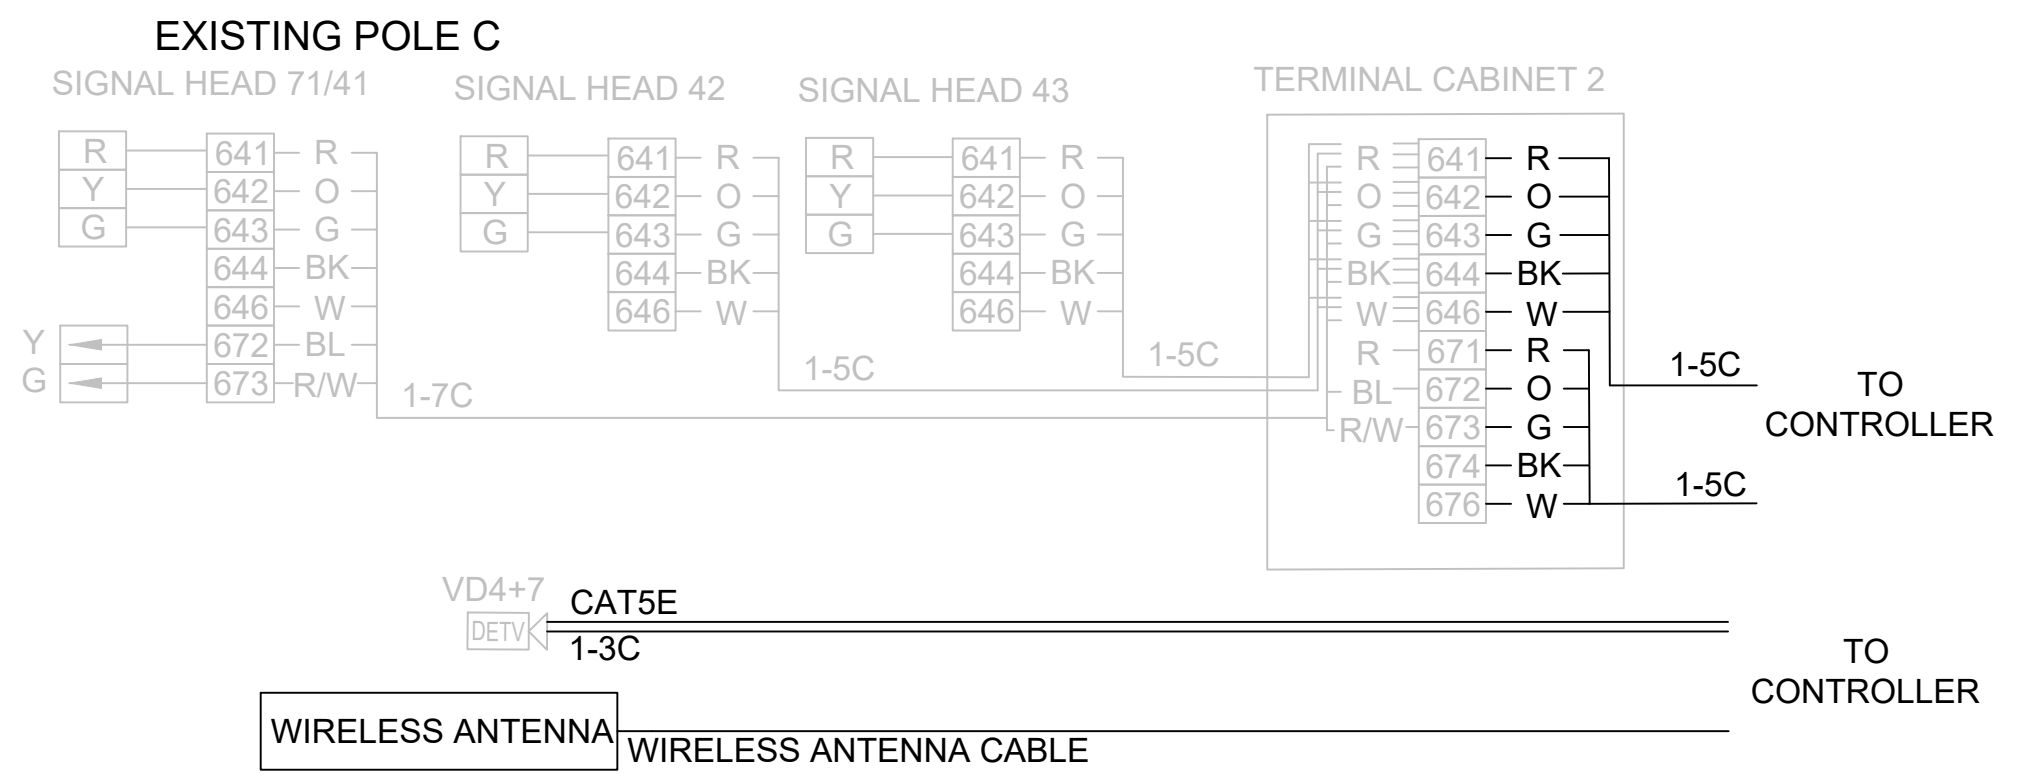 EXISTING POLE C
SIGNAL HEAD 71/41
R 641 R
Y 642 O
G 643 G
644 BK
646 W
Y 672 BL
G 673 R/W
1-7C
SIGNAL HEAD 42
R 641 R
Y 642 O
G 643 G
644 BK
646 W
1-5C
SIGNAL HEAD 43
R 641 R
Y 642 O
G 643 G
644 BK
646 W
1-5C
TERMINAL CABINET 2
R 641 R
O 642 O
G 643 G
BK 644 BK
W 646 W
R 671 R
BL 672 O
R/W 673 G
674 BK
676 W
1-5C
1-5C
TO
CONTROLLER
VD4+7
DETV
CAT5E
1-3C
WIRELESS ANTENNA
WIRELESS ANTENNA CABLE
TO
CONTROLLER